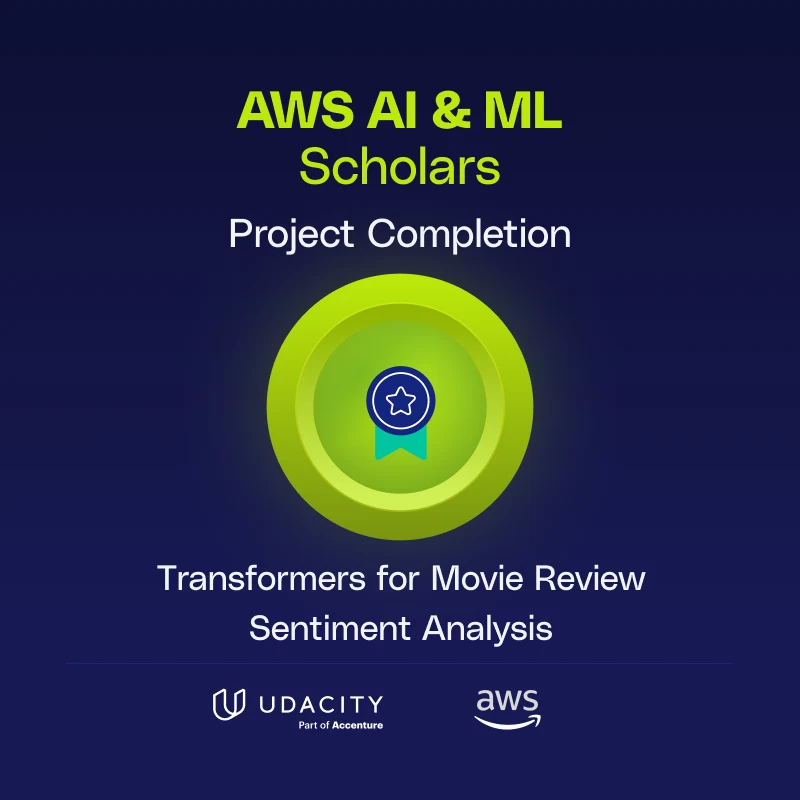 AWS AI & ML
Scholars
Project Completion
Transformers for Movie Review
Sentiment Analysis
UDACITY
Part of Accenture
aws